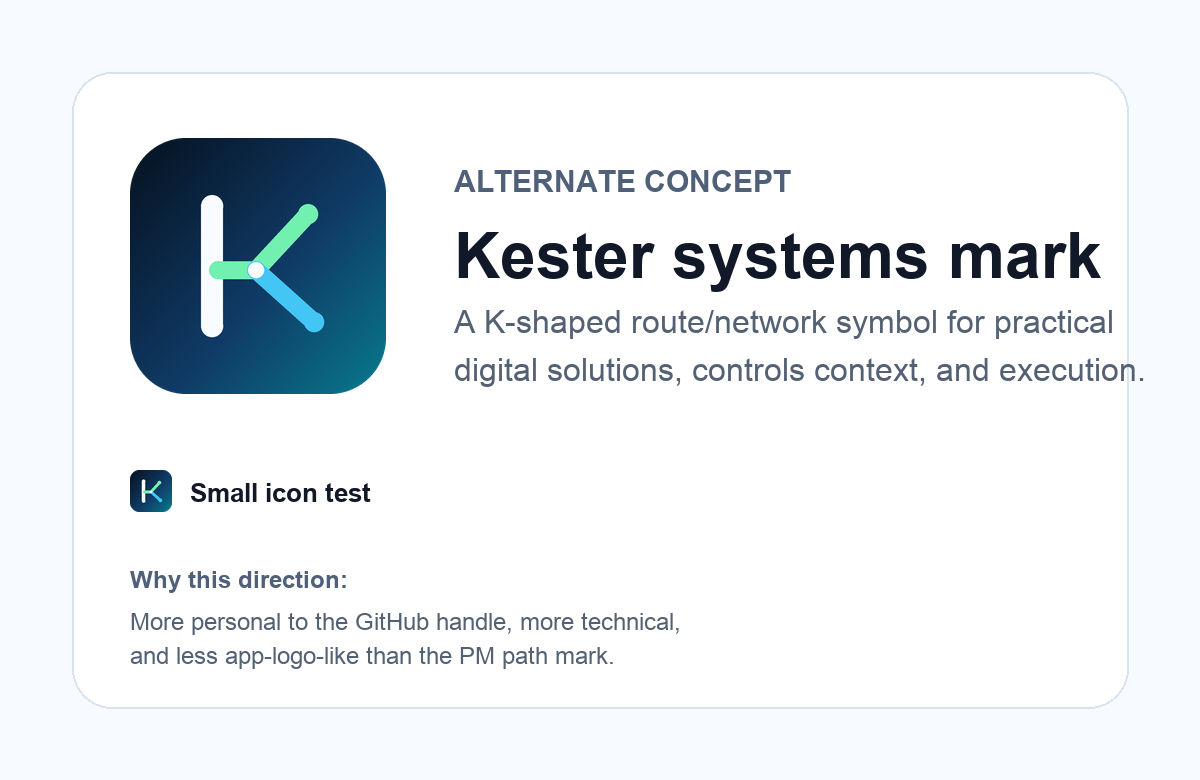 ALTERNATE CONCEPT
Kester systems mark
A K-shaped route/network symbol for practical
digital solutions, controls context, and execution.
Small icon test
Why this direction:
More personal to the GitHub handle, more technical,
and less app-logo-like than the PM path mark.